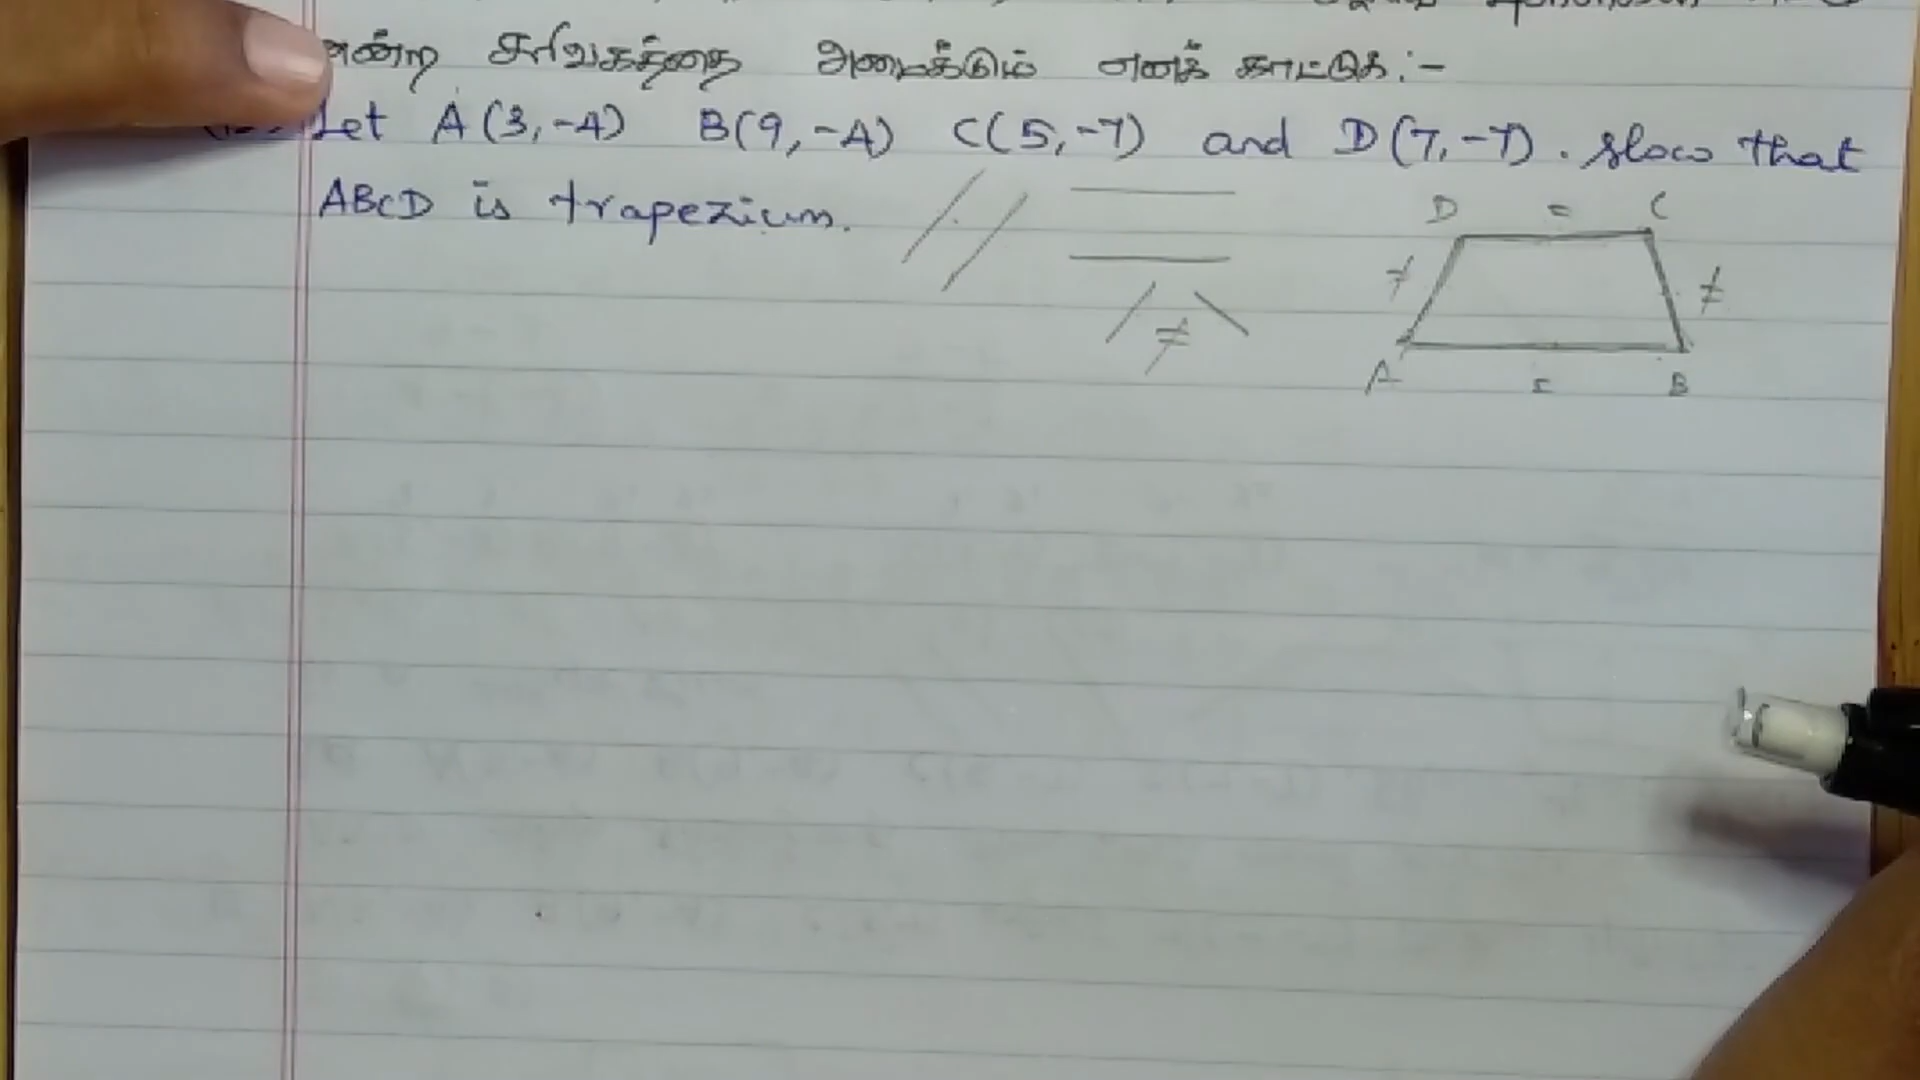 சரிவகத்தை அமைக்கும் எனக் காட்டுக:-
Let A(3,-4) B(9,-4) C(5,-7) and D(7,-7). Show that
ABCD is trapezium.
D = C
≠ ≠
≠
A = B